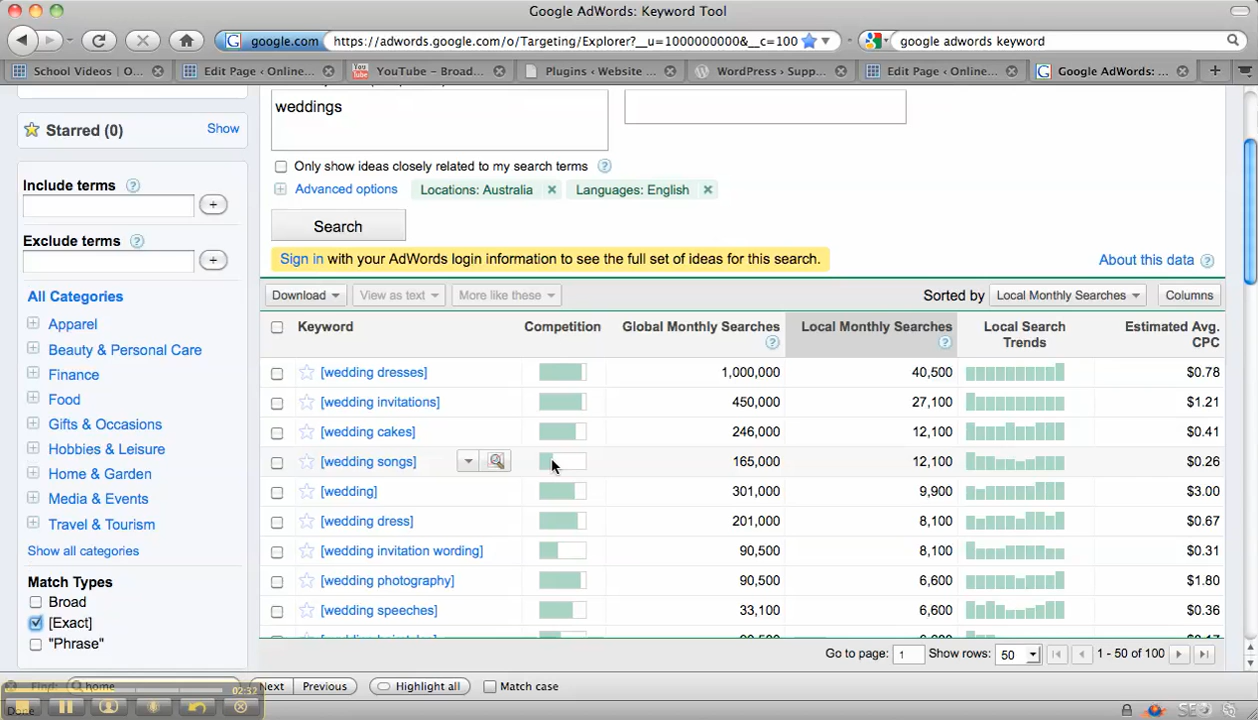 Google AdWords: Keyword Tool
google.com
https://adwords.google.com/o/Targeting/Explorer?__u=1000000000&__c=100
google adwords keyword
School Videos | O...
Edit Page ‹ Online...
YouTube – Broad...
Plugins ‹ Website ...
WordPress › Supp...
Edit Page ‹ Online...
Google AdWords: ...
weddings
Starred (0)
Show
Only show ideas closely related to my search terms
Include terms
Advanced options
Locations: Australia
Languages: English
Search
Exclude terms
Sign in with your AdWords login information to see the full set of ideas for this search.
About this data
All Categories
Apparel
Beauty & Personal Care
Finance
Food
Gifts & Occasions
Hobbies & Leisure
Home & Garden
Media & Events
Travel & Tourism
Show all categories
Match Types
Broad
[Exact]
"Phrase"
Download
View as text
More like these
Sorted by
Local Monthly Searches
Columns
Keyword Competition Global Monthly Searches Local Monthly Searches Local Search Trends Estimated Avg. CPC
[wedding dresses] 1,000,000 40,500 $0.78
[wedding invitations] 450,000 27,100 $1.21
[wedding cakes] 246,000 12,100 $0.41
[wedding songs] 165,000 12,100 $0.26
[wedding] 301,000 9,900 $3.00
[wedding dress] 201,000 8,100 $0.67
[wedding invitation wording] 90,500 8,100 $0.31
[wedding photography] 90,500 6,600 $1.80
[wedding speeches] 33,100 6,600 $0.36
Go to page: 1 Show rows: 50 1 - 50 of 100
Find: home
Next
Previous
Highlight all
Match case
02:32
Done